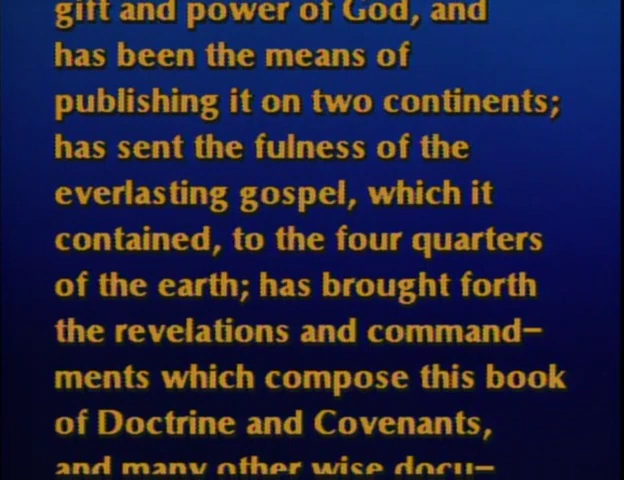 gift and power of God, and
has been the means of
publishing it on two continents;
has sent the fulness of the
everlasting gospel, which it
contained, to the four quarters
of the earth; has brought forth
the revelations and command–
ments which compose this book
of Doctrine and Covenants,
and many other wise docu–